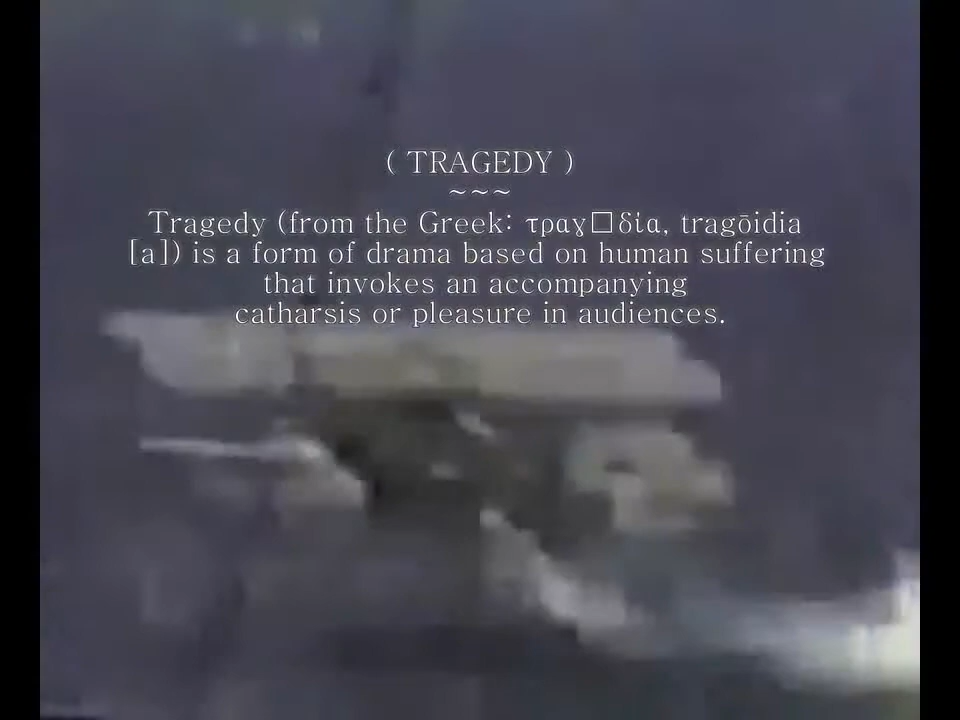 ( TRAGEDY )
~~~
Tragedy (from the Greek: τραγ□δία, tragōidia
[a]) is a form of drama based on human suffering
that invokes an accompanying
catharsis or pleasure in audiences.